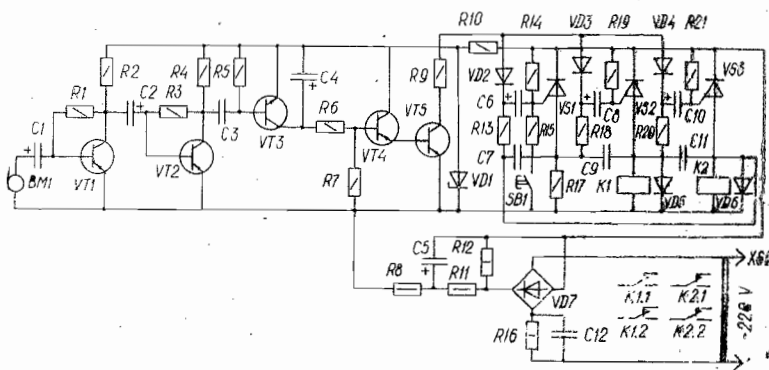 R10 R14 VD3 R19 VD4 R21
R2 R4 R5 C4 R9 VD2 VS3
R1 C2 R3 C6 VS1 C8 VS2 C10
C1 C3 VT3 R6 VT5 R13 R15 R18 R20 C11
VT4 C7 C9 K1 K2
BM1 VT1 VT2 R7 VD1 SB1 R17 VD5 VD6
C5 R12
R8 R11 VD7 K1.1 K2.1
K1.2 K2.2
R16 C12
~220 V